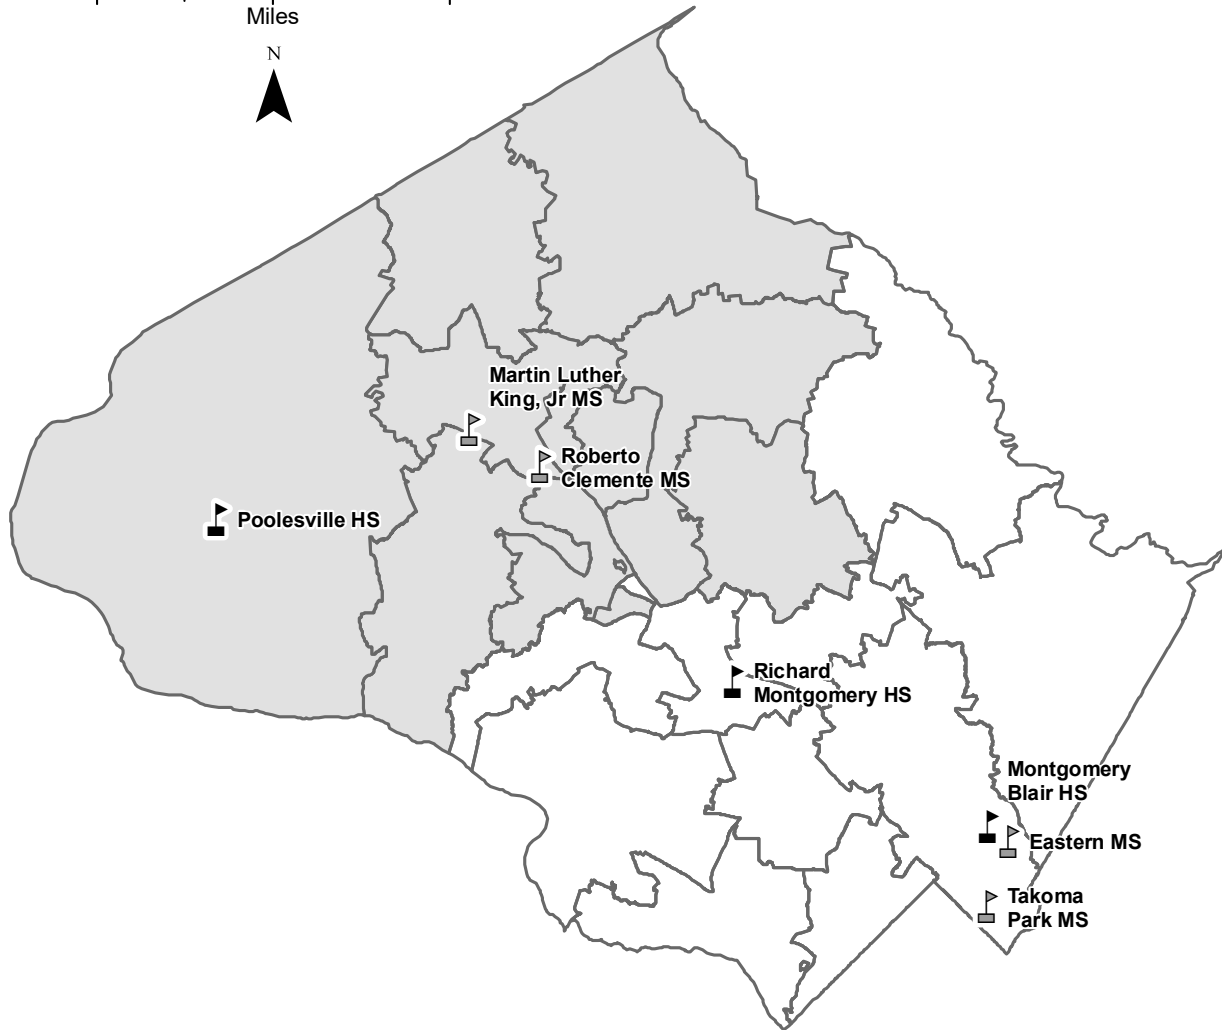 Miles
N
Martin Luther
King, Jr MS
Roberto
Clemente MS
Poolesville HS
Richard
Montgomery HS
Montgomery
Blair HS
Eastern MS
Takoma
Park MS